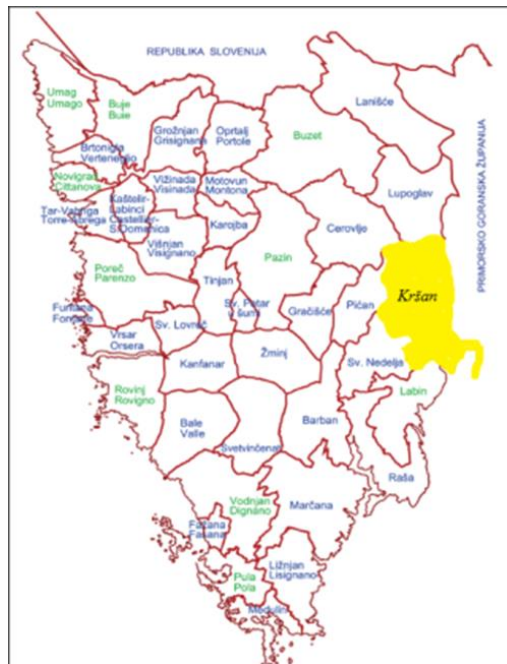 REPUBLIKA SLOVENIJA
Umag
Umago
Buje
Buie
Lanišće
Grožnjan
Grisignana
Oprtalj
Portole
Buzet
Brtonigla
Verteneglio
Novigrad
Cittanova
Vižinada
Visinada
Motovun
Montona
Lupoglav
PRIMORSKO GORANSKA ŽUPANIJA
Kaštelir-
Labinci
Castellier-
S.Domenica
Tar-Vabriga
Torre-Abrega
Karojba
Cerovlje
Višnjan
Visignano
Pazin
Poreč
Parenzo
Tinjan
Sv. Petar
u šumi
Gračišće
Pićan
Kršan
Funtana
Fontane
Vrsar
Orsera
Sv. Lovreč
Kanfanar
Žminj
Sv. Nedelja
Rovinj
Rovigno
Labin
Bale
Valle
Svetvinčenat
Barban
Raša
Vodnjan
Dignano
Marčana
Fažana
Fasana
Ližnjan
Lisignano
Pula
Pola
Medulin